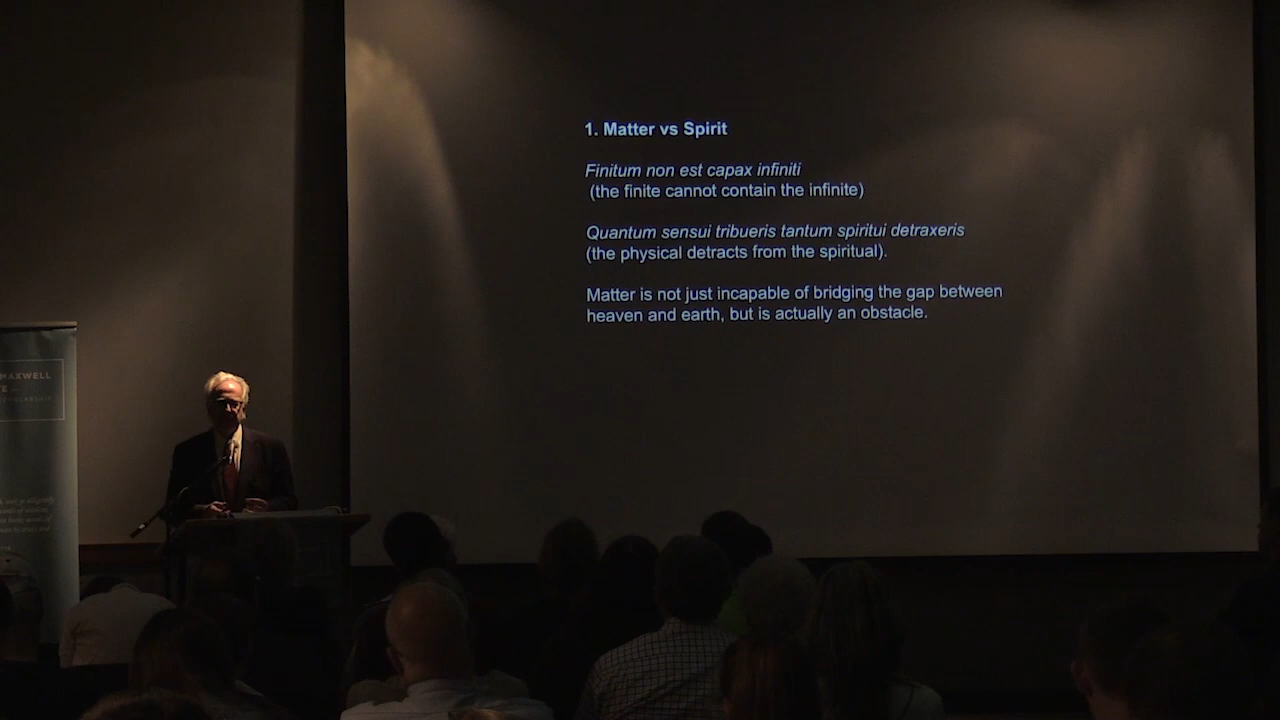 1. Matter vs Spirit
Finitum non est capax infiniti
(the finite cannot contain the infinite)
Quantum sensui tribueris tantum spiritui detraxeris
(the physical detracts from the spiritual).
Matter is not just incapable of bridging the gap between
heaven and earth, but is actually an obstacle.
MAXWELL